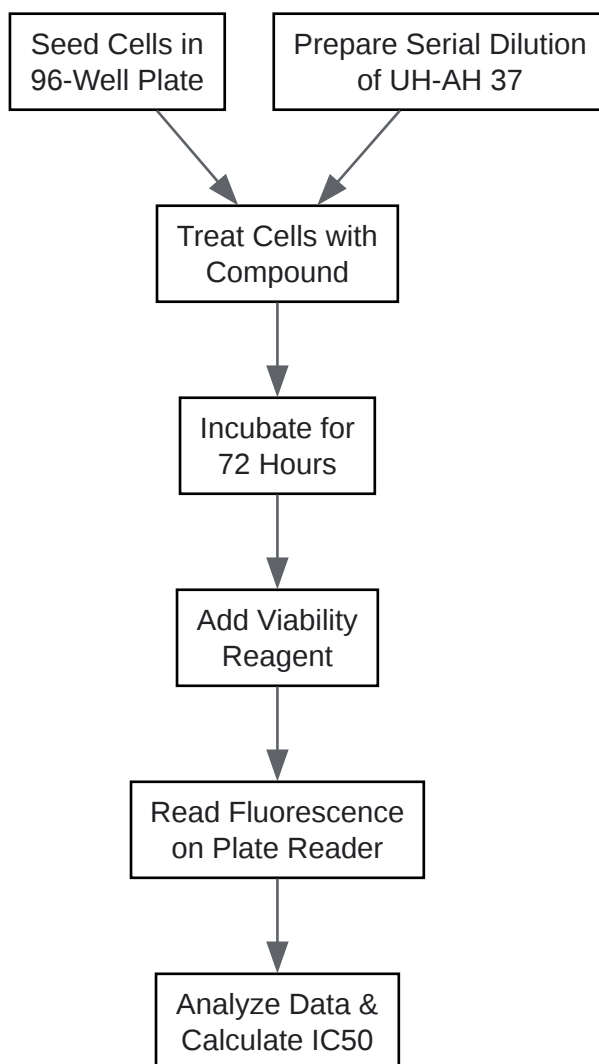 Seed Cells in
96-Well Plate
Prepare Serial Dilution
of UH-AH 37
Treat Cells with
Compound
Incubate for
72 Hours
Add Viability
Reagent
Read Fluorescence
on Plate Reader
Analyze Data &
Calculate IC50